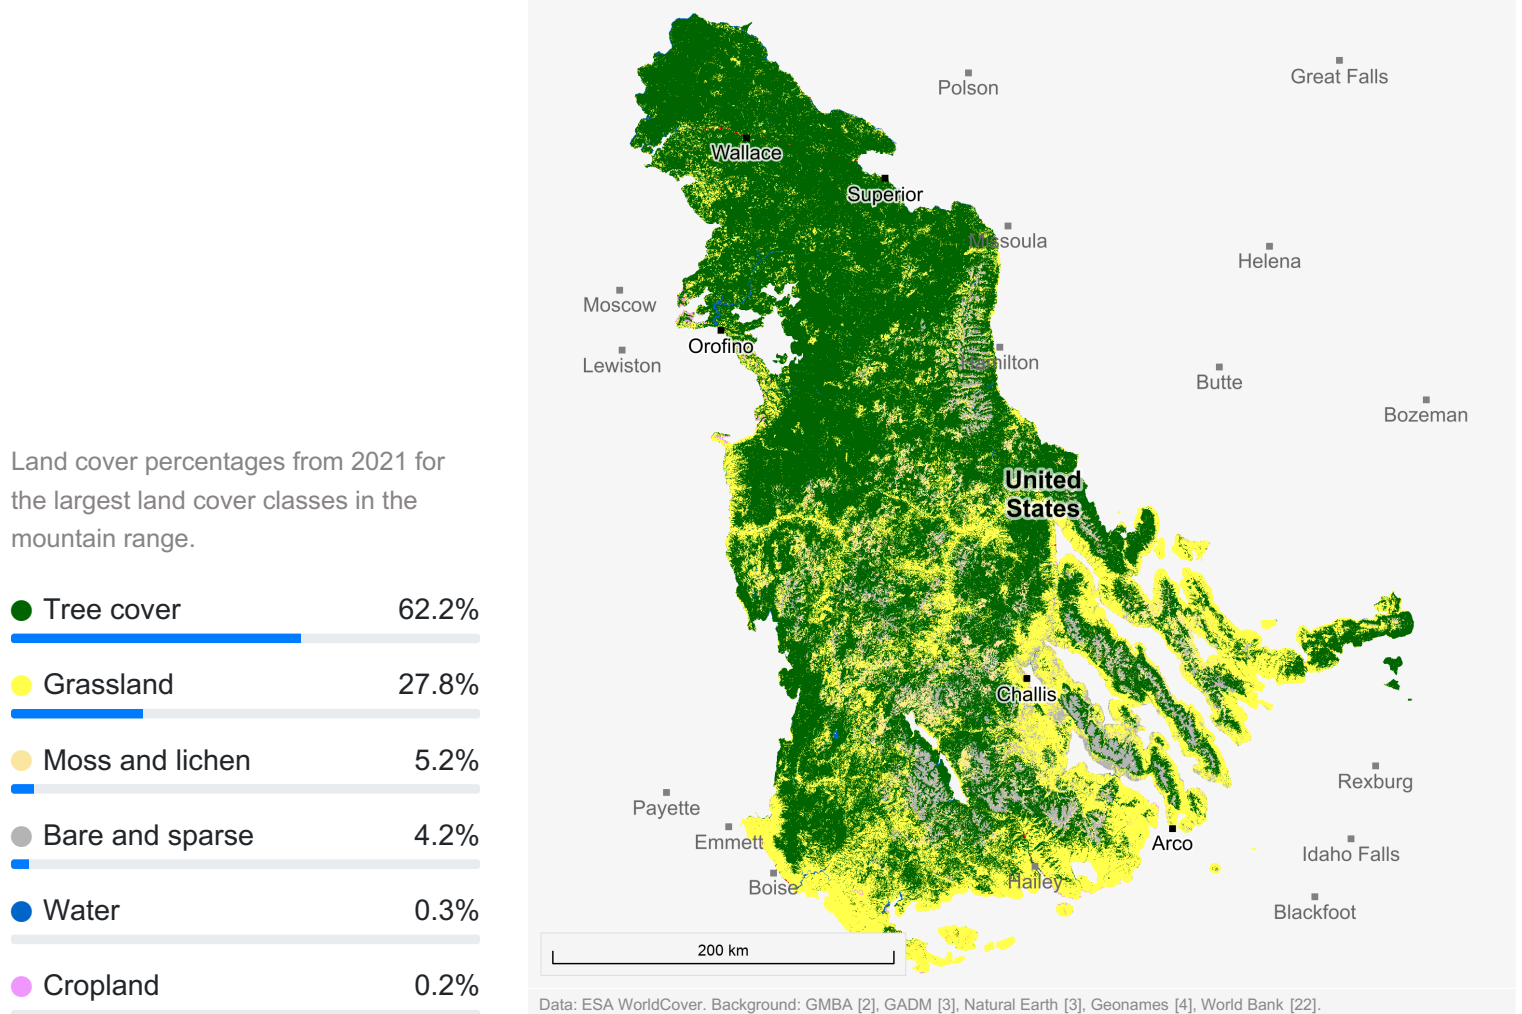 Land cover percentages from 2021 for
the largest land cover classes in the
mountain range.
Tree cover 62.2%
Grassland 27.8%
Moss and lichen 5.2%
Bare and sparse 4.2%
Water 0.3%
Cropland 0.2%
Polson
Great Falls
Wallace
Superior
Missoula
Helena
Moscow
Orofino
Lewiston
Hamilton
Butte
Bozeman
United
States
Challis
Payette
Rexburg
Emmett
Arco
Idaho Falls
Boise
Hailey
Blackfoot
200 km
Data: ESA WorldCover. Background: GMBA [2], GADM [3], Natural Earth [3], Geonames [4], World Bank [22].